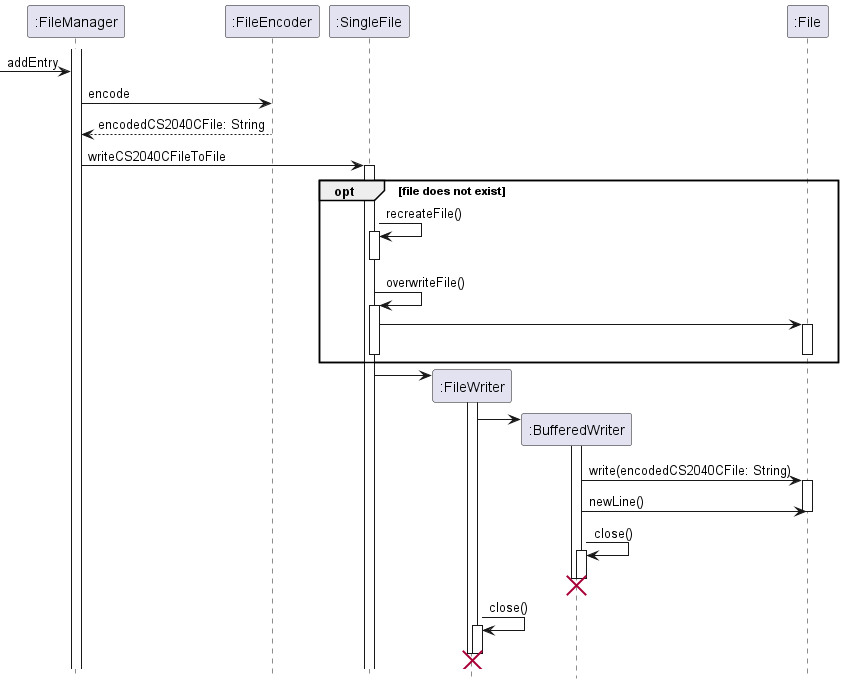 :FileManager
:FileEncoder
:SingleFile
:File
addEntry
encode
encodedCS2040CFile: String
writeCS2040CFileToFile
opt
[file does not exist]
recreateFile()
overwriteFile()
:FileWriter
:BufferedWriter
write(encodedCS2040CFile: String)
newLine()
close()
close()